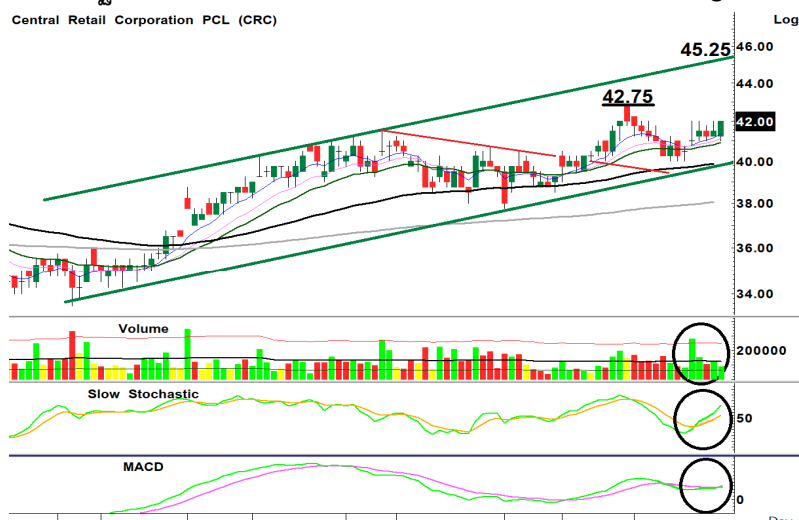 Central Retail Corporation PCL (CRC)
Log
46.00
45.25
44.00
42.75
42.00
40.00
38.00
36.00
34.00
Volume
200000
Slow Stochastic
50
MACD
0